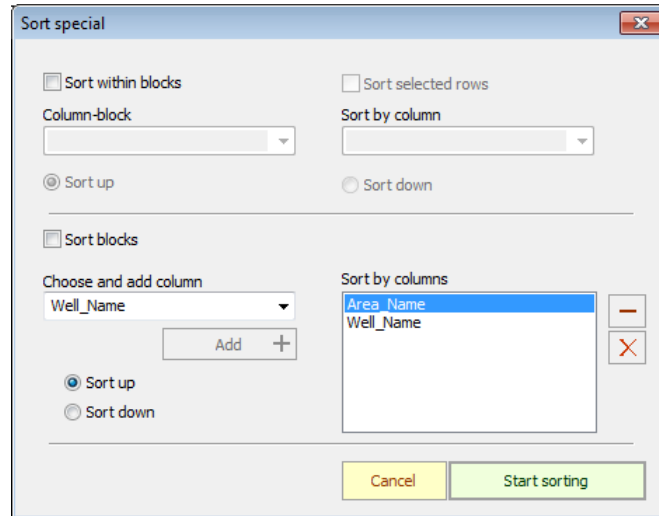 Sort special
Sort within blocks
Sort selected rows
Column-block
Sort by column
Sort up
Sort down
Sort blocks
Choose and add column
Sort by columns
Well_Name
Area_Name
Well_Name
Add
Sort up
Sort down
Cancel
Start sorting